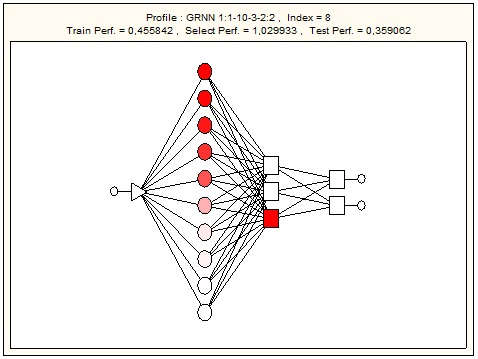 Profile : GRNN 1:1-10-3-2:2 ,  Index = 8
Train Perf. = 0,455842 ,  Select Perf. = 1,029933 ,  Test Perf. = 0,359062